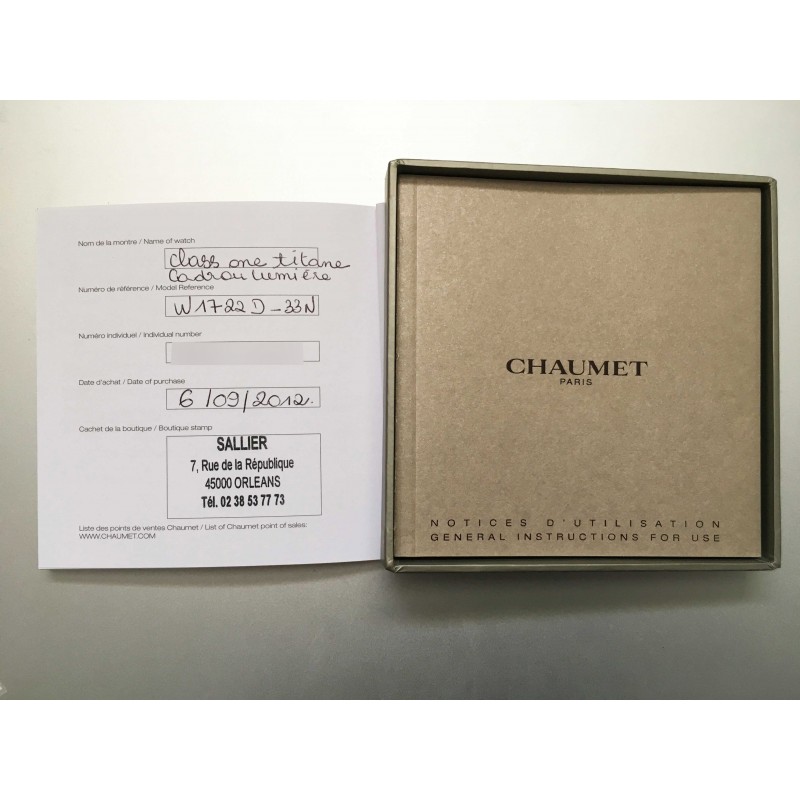 Nom de la montre / Name of watch
Class one titane
Cadran lumière
Numéro de référence / Model Reference
W1722D-33N
Numéro individuel / Individual number
Date d'achat / Date of purchase
6/09/2012.
Cachet de la boutique / Boutique stamp
SALLIER
7, Rue de la République
45000 ORLEANS
Tél. 02 38 53 77 73
Liste des points de ventes Chaumet / List of Chaumet point of sales:
WWW.CHAUMET.COM
CHAUMET
PARIS
NOTICES D'UTILISATION
GENERAL INSTRUCTIONS FOR USE